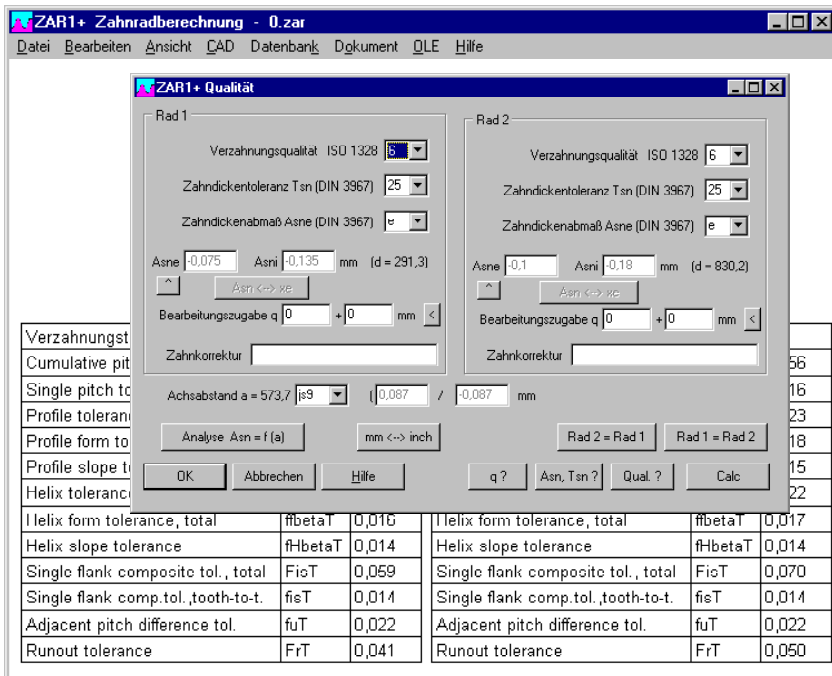 ZAR1+ Zahnradberechnung - 0.zar
Datei Bearbeiten Ansicht CAD Datenbank Dokument OLE Hilfe
ZAR1+ Qualität
Rad 1
Verzahnungsqualität ISO 1328 6
Zahndickentoleranz Tsn (DIN 3967) 25
Zahndickenabmaß Asne (DIN 3967) e
Asne -0,075 Asni -0,135 mm (d = 291,3)
^ Asn <--> xe
Bearbeitungszugabe q 0 + 0 mm <
Zahnkorrektur
Rad 2
Verzahnungsqualität ISO 1328 6
Zahndickentoleranz Tsn (DIN 3967) 25
Zahndickenabmaß Asne (DIN 3967) e
Asne -0,1 Asni -0,18 mm (d = 830,2)
^ Asn <--> xe
Bearbeitungszugabe q 0 + 0 mm <
Zahnkorrektur
Achsabstand a = 573,7 js9 ( 0,087 / -0,087 mm
Analyse Asn = f (a) mm <--> inch Rad 2 = Rad 1 Rad 1 = Rad 2
OK Abbrechen Hilfe q ? Asn, Tsn ? Qual. ? Calc
Verzahnungst
Cumulative pit 56
Single pitch to 16
Profile toleran 23
Profile form to 18
Profile slope t 15
Helix toleranc 22
Helix form tolerance, total ffbetaT 0,016 Helix form tolerance, total ffbetaT 0,017
Helix slope tolerance fHbetaT 0,014 Helix slope tolerance fHbetaT 0,014
Single flank composite tol., total FisT 0,059 Single flank composite tol., total FisT 0,070
Single flank comp.tol.,tooth-to-t. fisT 0,014 Single flank comp.tol.,tooth-to-t. fisT 0,014
Adjacent pitch difference tol. fuT 0,022 Adjacent pitch difference tol. fuT 0,022
Runout tolerance FrT 0,041 Runout tolerance FrT 0,050